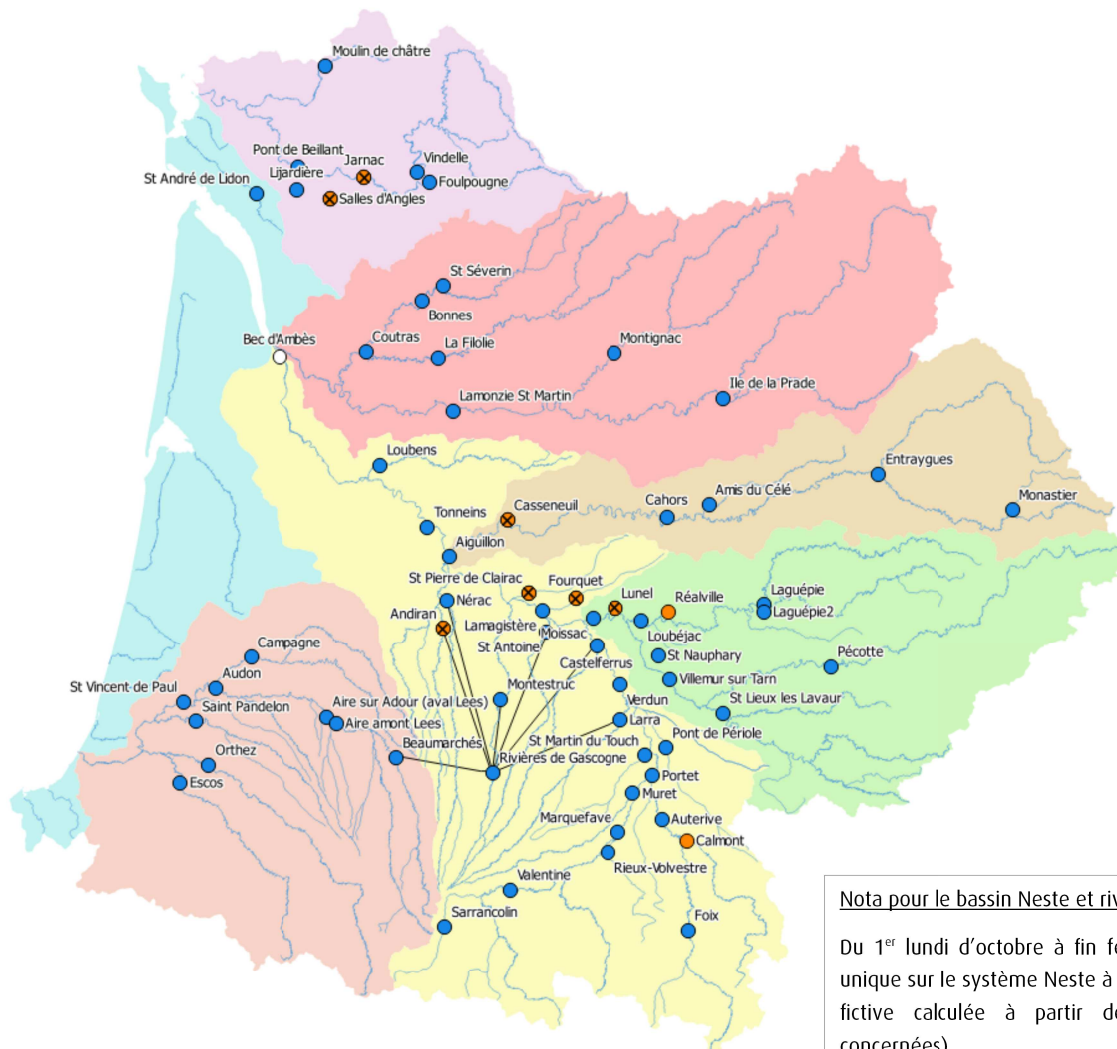 Moulin de châtre
Pont de Beillant
Jarnac
Vindelle
Lijardière
St André de Lidon
Foulpougne
Salles d'Angles
St Séverin
Bonnes
Bec d'Ambès
Coutras
La Filolie
Montignac
Lamonzie St Martin
Ile de la Prade
Loubens
Entraygues
Casseneuil
Cahors
Amis du Célé
Monastier
Tonneins
Aiguillon
St Pierre de Clairac
Fourquet
Lunel
Réalville
Laguépie
Nérac
Laguépie2
Andiran
Lamagistère
Moissac
Loubéjac
St Antoine
Castelferrus
St Nauphary
Pécotte
Campagne
Villemur sur Tarn
Audon
St Vincent de Paul
Montestruc
Verdun
St Lieux les Lavaur
Saint Pandelon
Aire sur Adour (aval Lees)
Aire amont Lees
Larra
Pont de Périole
Orthez
Beaumarchés
St Martin du Touch
Rivières de Gascogne
Escos
Portet
Muret
Marquefave
Auterive
Calmont
Rieux-Volvestre
Valentine
Sarrancolin
Foix
Nota pour le bassin Neste et riv
Du 1er lundi d'octobre à fin fé
unique sur le système Neste à
fictive calculée à partir de
concernées)